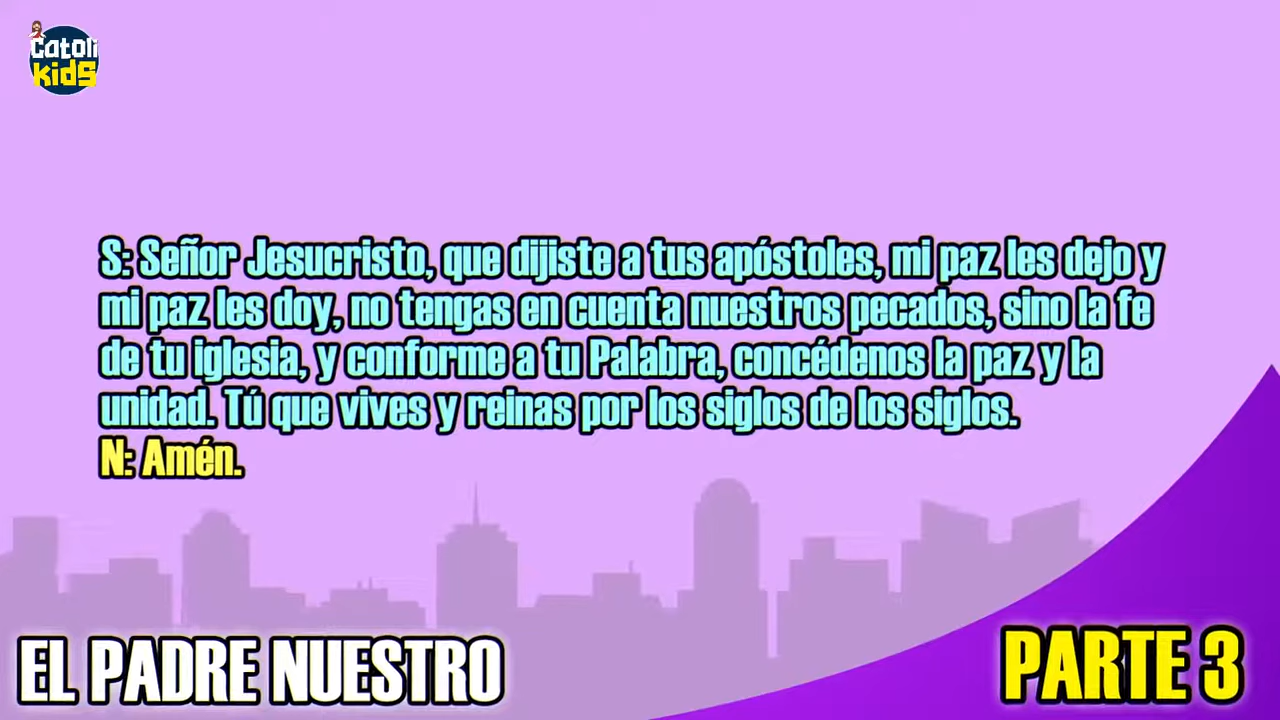 Catoli
Kids
S: Señor Jesucristo, que dijiste a tus apóstoles, mi paz les dejo y
mi paz les doy, no tengas en cuenta nuestros pecados, sino la fe
de tu iglesia, y conforme a tu Palabra, concédenos la paz y la
unidad. Tú que vives y reinas por los siglos de los siglos.
N: Amén.
EL PADRE NUESTRO
PARTE 3